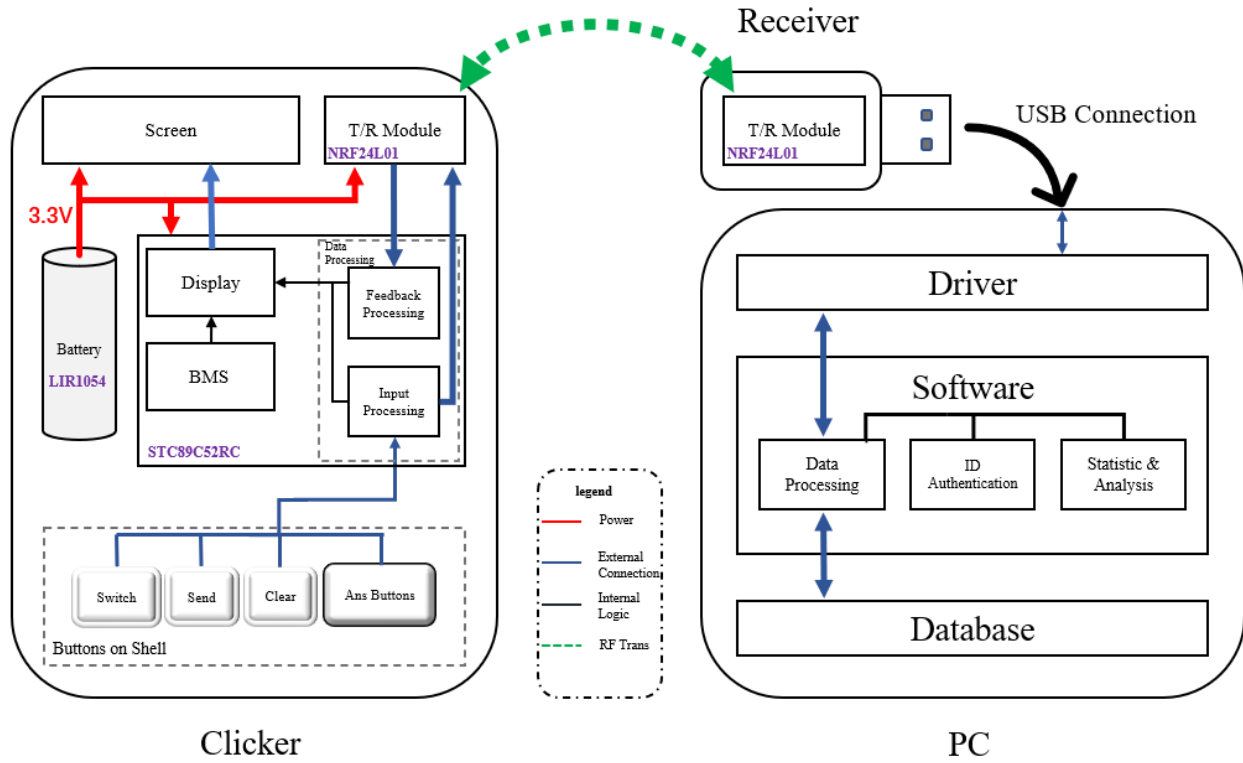 Receiver
Screen
T/R Module
NRF24L01
T/R Module
NRF24L01
USB Connection
3.3V
Data
Processing
Display
Feedback
Processing
Driver
Battery
LIR1054
BMS
Input
Processing
STC89C52RC
Software
Data
Processing
ID
Authentication
Statistic &
Analysis
legend
Power
External
Connection
Internal
Logic
RF Trans
Switch
Send
Clear
Ans Buttons
Buttons on Shell
Database
Clicker
PC